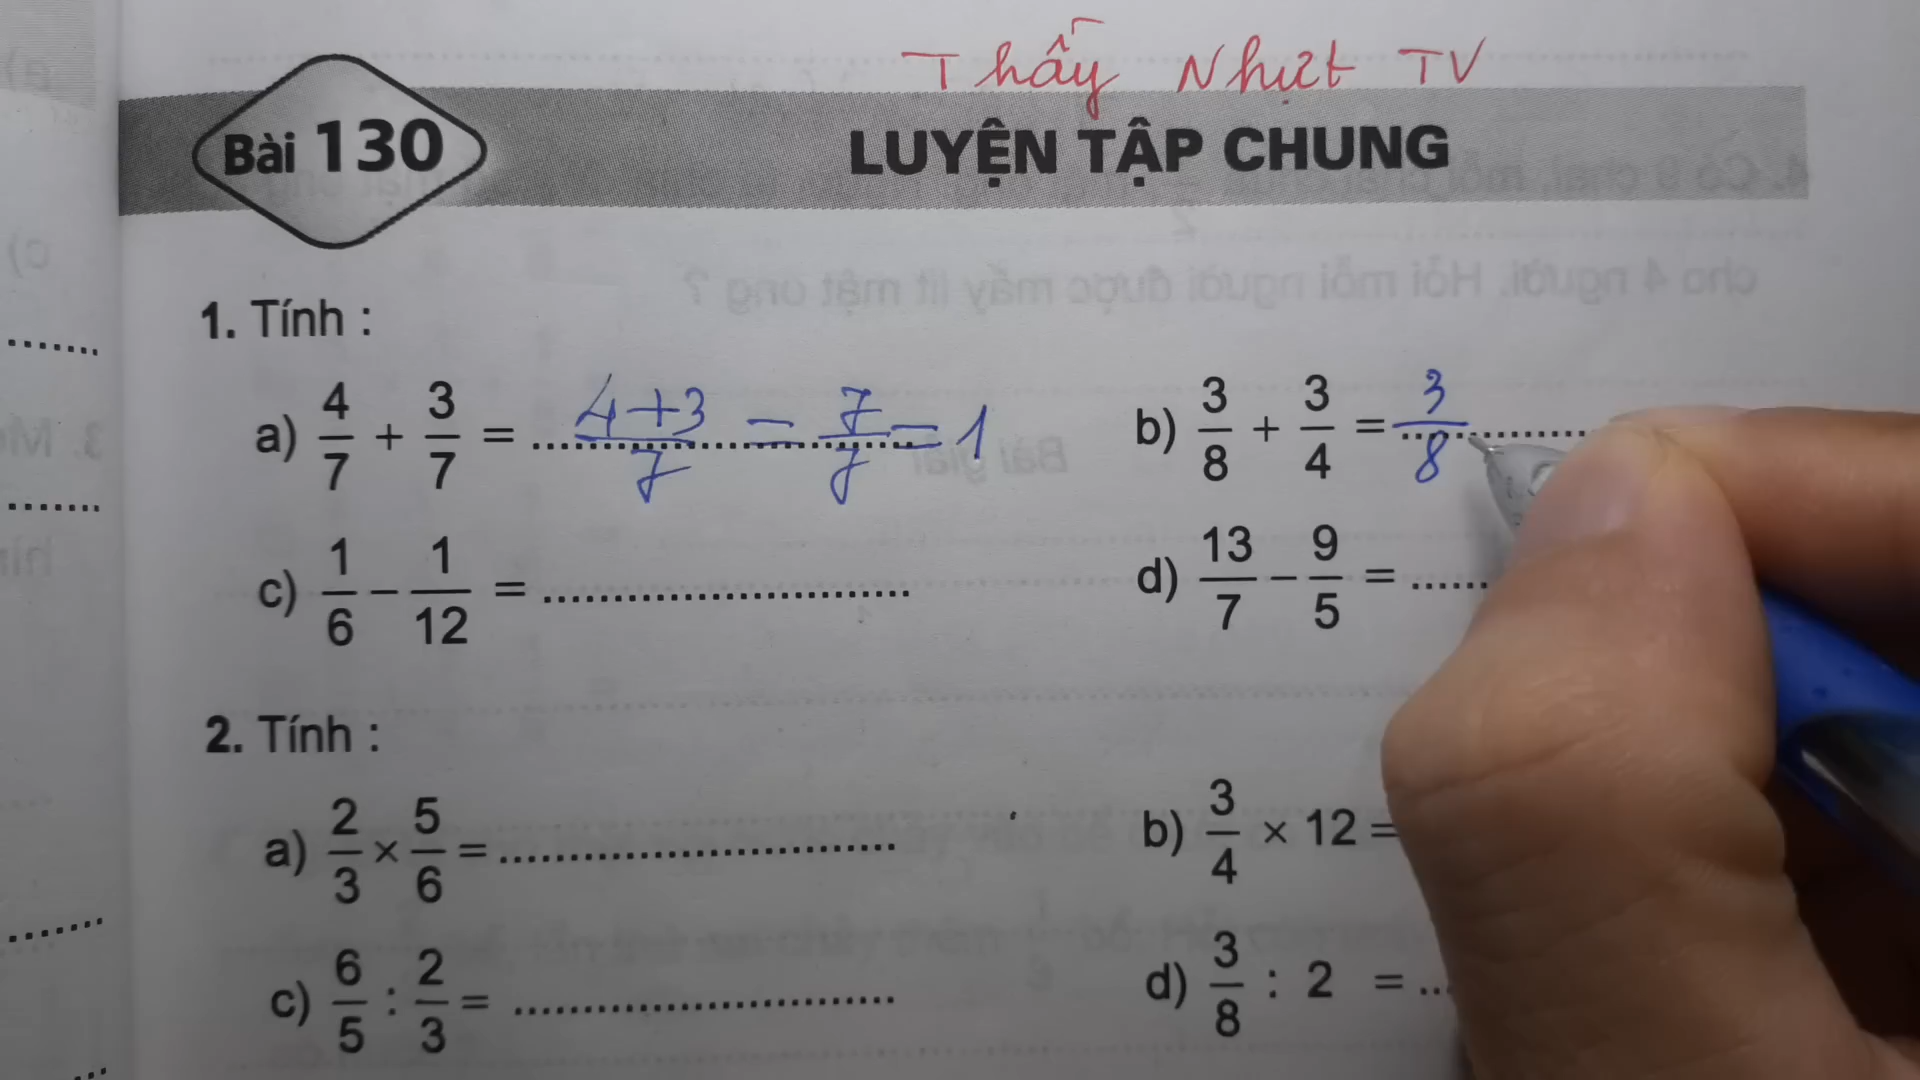 Thầy Nhựt TV
Bài 130 LUYỆN TẬP CHUNG
1. Tính :
a) 4/7 + 3/7 = (4+3)/7 = 7/7 = 1 b) 3/8 + 3/4 = 3/8
c) 1/6 – 1/12 = .......... d) 13/7 – 9/5 = ......
2. Tính :
a) 2/3 × 5/6 = .......... b) 3/4 × 12 =
c) 6/5 : 2/3 = .......... d) 3/8 : 2 = ...